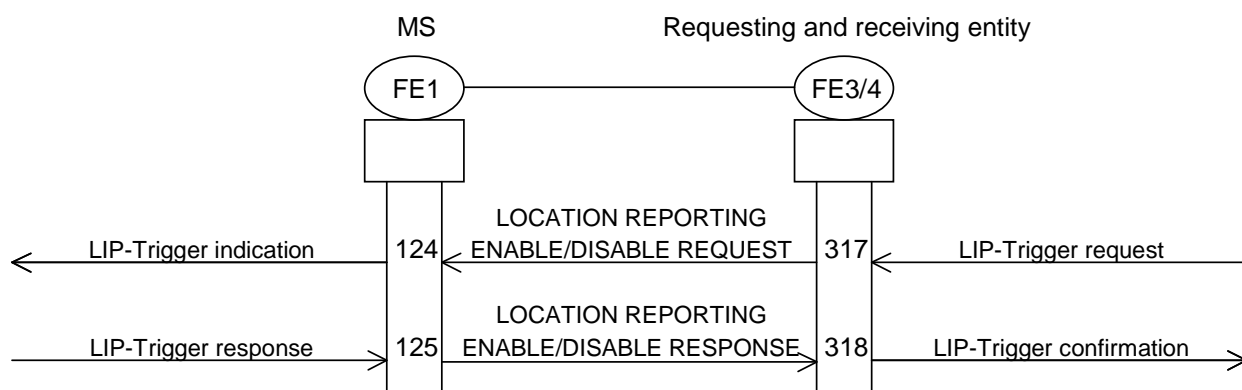 MS
Requesting and receiving entity
FE1
FE3/4
LOCATION REPORTING
LIP-Trigger indication
124
ENABLE/DISABLE REQUEST
317
LIP-Trigger request
LOCATION REPORTING
LIP-Trigger response
125
ENABLE/DISABLE RESPONSE
318
LIP-Trigger confirmation